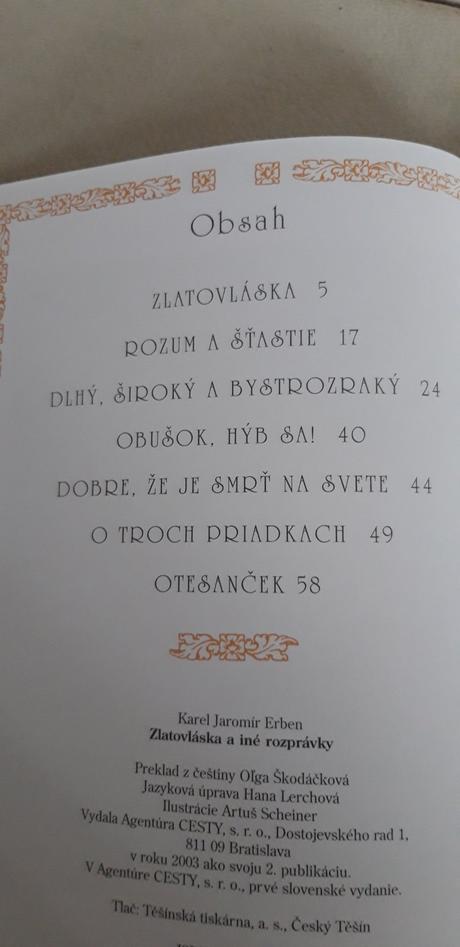 Obsah
ZLATOVLÁSKA 5
ROZUM A ŠŤASTIE 17
DLHÝ, ŠIROKÝ A BYSTROZRAKÝ 24
OBUŠOK, HÝB SA! 40
DOBRE, ŽE JE SMRŤ NA SVETE 44
O TROCH PRIADKACH 49
OTESANČEK 58
Karel Jaromír Erben
Zlatovláska a iné rozprávky
Preklad z češtiny Oľga Škodáčková
Jazyková úprava Hana Lerchová
Ilustrácie Artuš Scheiner
Vydala Agentúra CESTY, s. r. o., Dostojevského rad 1,
811 09 Bratislava
v roku 2003 ako svoju 2. publikáciu.
V Agentúre CESTY, s. r. o., prvé slovenské vydanie.
Tlač: Těšínská tiskárna, a. s., Český Těšín